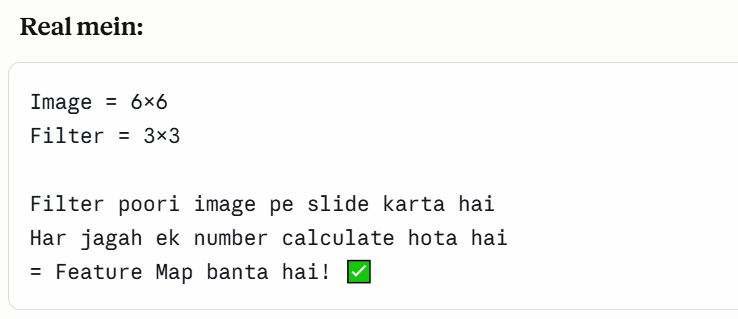 Real mein:
Image = 6×6
Filter = 3×3
Filter poori image pe slide karta hai
Har jagah ek number calculate hota hai
= Feature Map banta hai! ✅